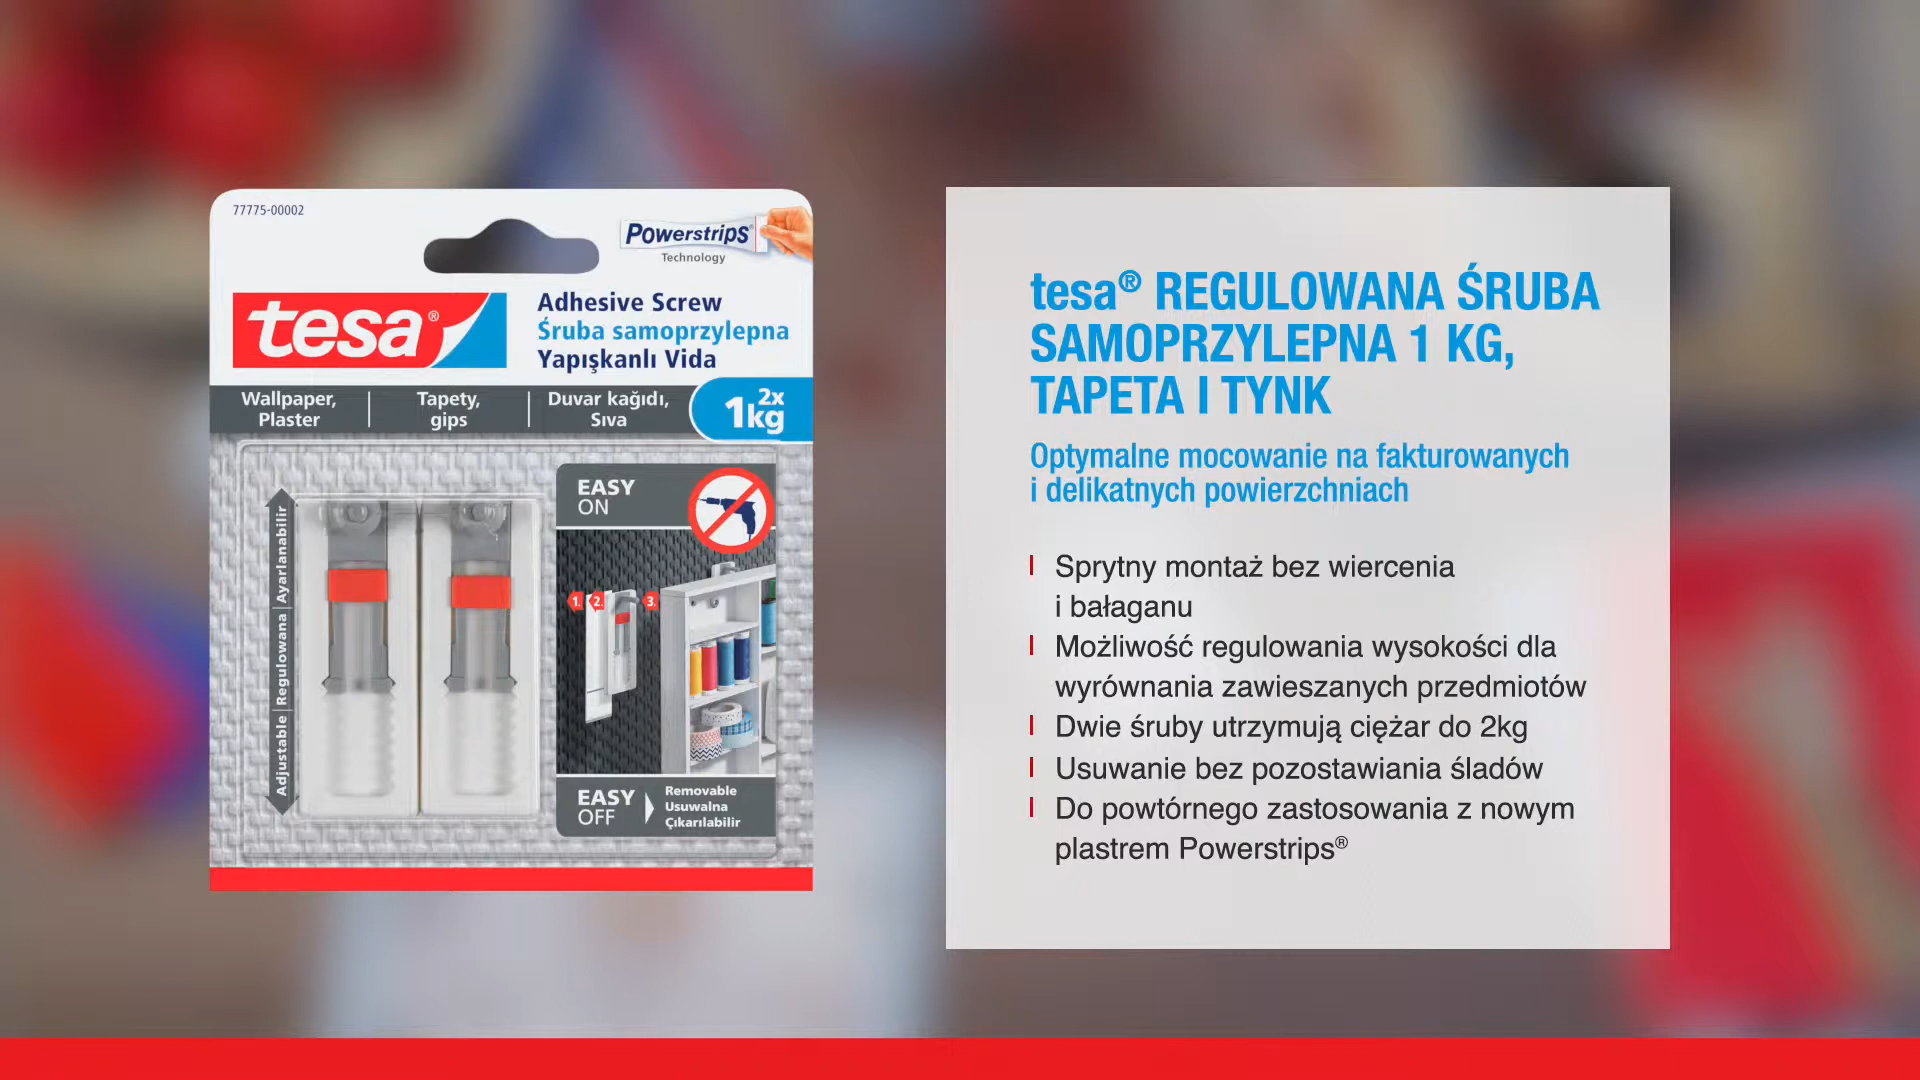 77775-00002
Powerstrips®
Technology
tesa®
Adhesive Screw
Śruba samoprzylepna
Yapışkanlı Vida
Wallpaper,
Plaster
Tapety,
gips
Duvar kağıdı,
Sıva
2x
1kg
Adjustable | Regulowana | Ayarlanabilir
EASY
ON
1.
2.
3.
EASY
OFF
Removable
Usuwalna
Çıkarılabilir
tesa® REGULOWANA ŚRUBA
SAMOPRZYLEPNA 1 KG,
TAPETA I TYNK
Optymalne mocowanie na fakturowanych
i delikatnych powierzchniach
Sprytny montaż bez wiercenia
i bałaganu
Możliwość regulowania wysokości dla
wyrównania zawieszanych przedmiotów
Dwie śruby utrzymują ciężar do 2kg
Usuwanie bez pozostawiania śladów
Do powtórnego zastosowania z nowym
plastrem Powerstrips®